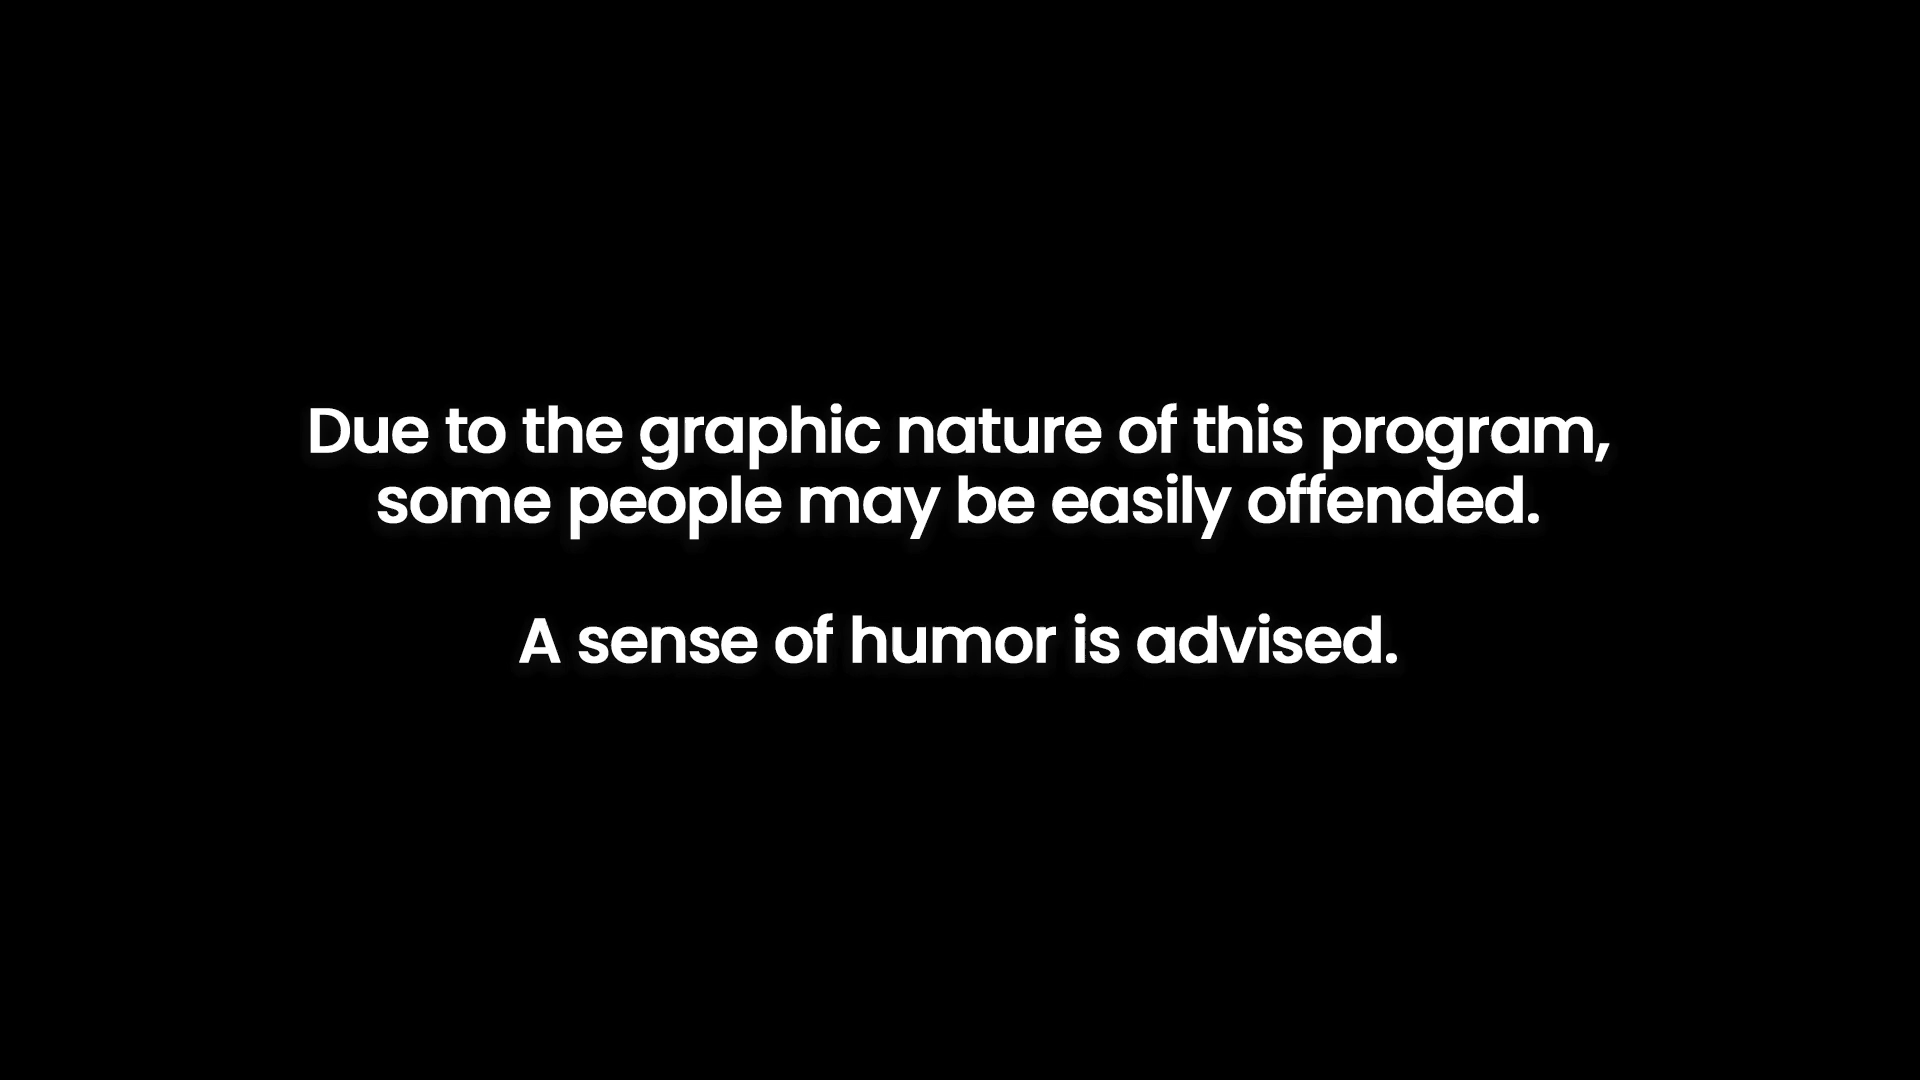 Due to the graphic nature of this program,
some people may be easily offended.
A sense of humor is advised.